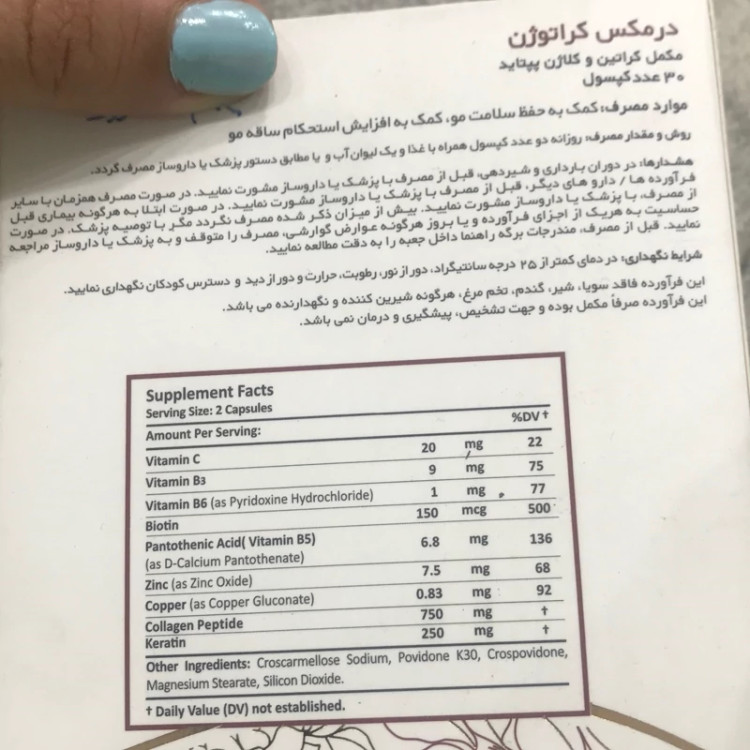 درمکس کراتوژن
مکمل کراتین و کلاژن پپتاید
۳۰ عدد کپسول
موارد مصرف: کمک به حفظ سلامت مو، کمک به افزایش استحکام ساقه مو
روش و مقدار مصرف: روزانه دو عدد کپسول همراه با غذا و یک لیوان آب و یا مطابق دستور پزشک یا داروساز مصرف گردد.
هشدارها: در دوران بارداری و شیردهی، قبل از مصرف با پزشک یا داروساز مشورت نمایید. در صورت مصرف همزمان با سایر
فرآورده ها / دارو های دیگر، قبل از مصرف با پزشک یا داروساز مشورت نمایید. در صورت ابتلا به هرگونه بیماری قبل
از مصرف، با پزشک یا داروساز مشورت نمایید. بیش از میزان ذکر شده مصرف نگردد مگر با توصیه پزشک. در صورت
حساسیت به هریک از اجزای فرآورده و یا بروز هرگونه عوارض گوارشی، مصرف را متوقف و به پزشک یا داروساز مراجعه
نمایید. قبل از مصرف، مندرجات برگه راهنما داخل جعبه را به دقت مطالعه نمایید.
شرایط نگهداری: در دمای کمتر از ۲۵ درجه سانتیگراد، دور از نور، رطوبت، حرارت و دور از دید و دسترس کودکان نگهداری نمایید.
این فرآورده فاقد سویا، شیر، گندم، تخم مرغ، هرگونه شیرین کننده و نگهدارنده می باشد.
این فرآورده صرفاً مکمل بوده و جهت تشخیص، پیشگیری و درمان نمی باشد.
Supplement Facts
Serving Size: 2 Capsules
Amount Per Serving: %DV†
Vitamin C 20 mg 22
Vitamin B3 9 mg 75
Vitamin B6 (as Pyridoxine Hydrochloride) 1 mg 77
Biotin 150 mcg 500
Pantothenic Acid( Vitamin B5) 6.8 mg 136
(as D-Calcium Pantothenate)
Zinc (as Zinc Oxide) 7.5 mg 68
Copper (as Copper Gluconate) 0.83 mg 92
Collagen Peptide 750 mg †
Keratin 250 mg †
Other Ingredients: Croscarmellose Sodium, Povidone K30, Crospovidone,
Magnesium Stearate, Silicon Dioxide.
† Daily Value (DV) not established.